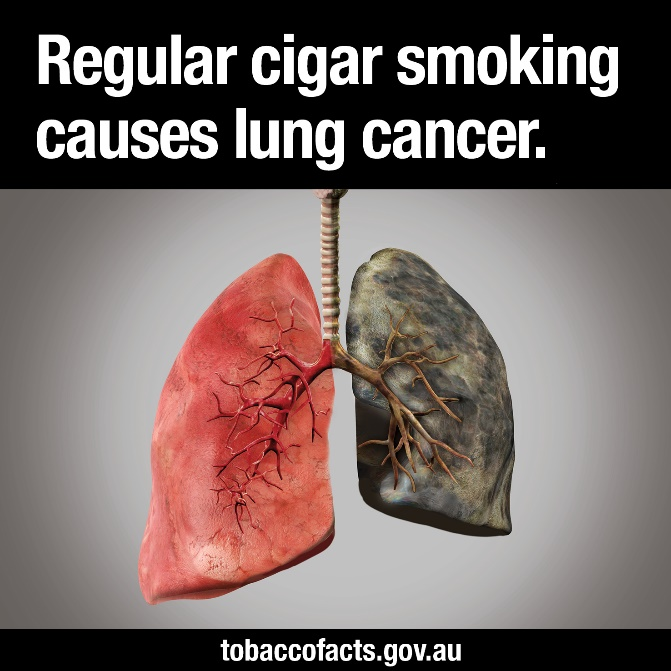 Regular cigar smoking
causes lung cancer.
tobaccofacts.gov.au